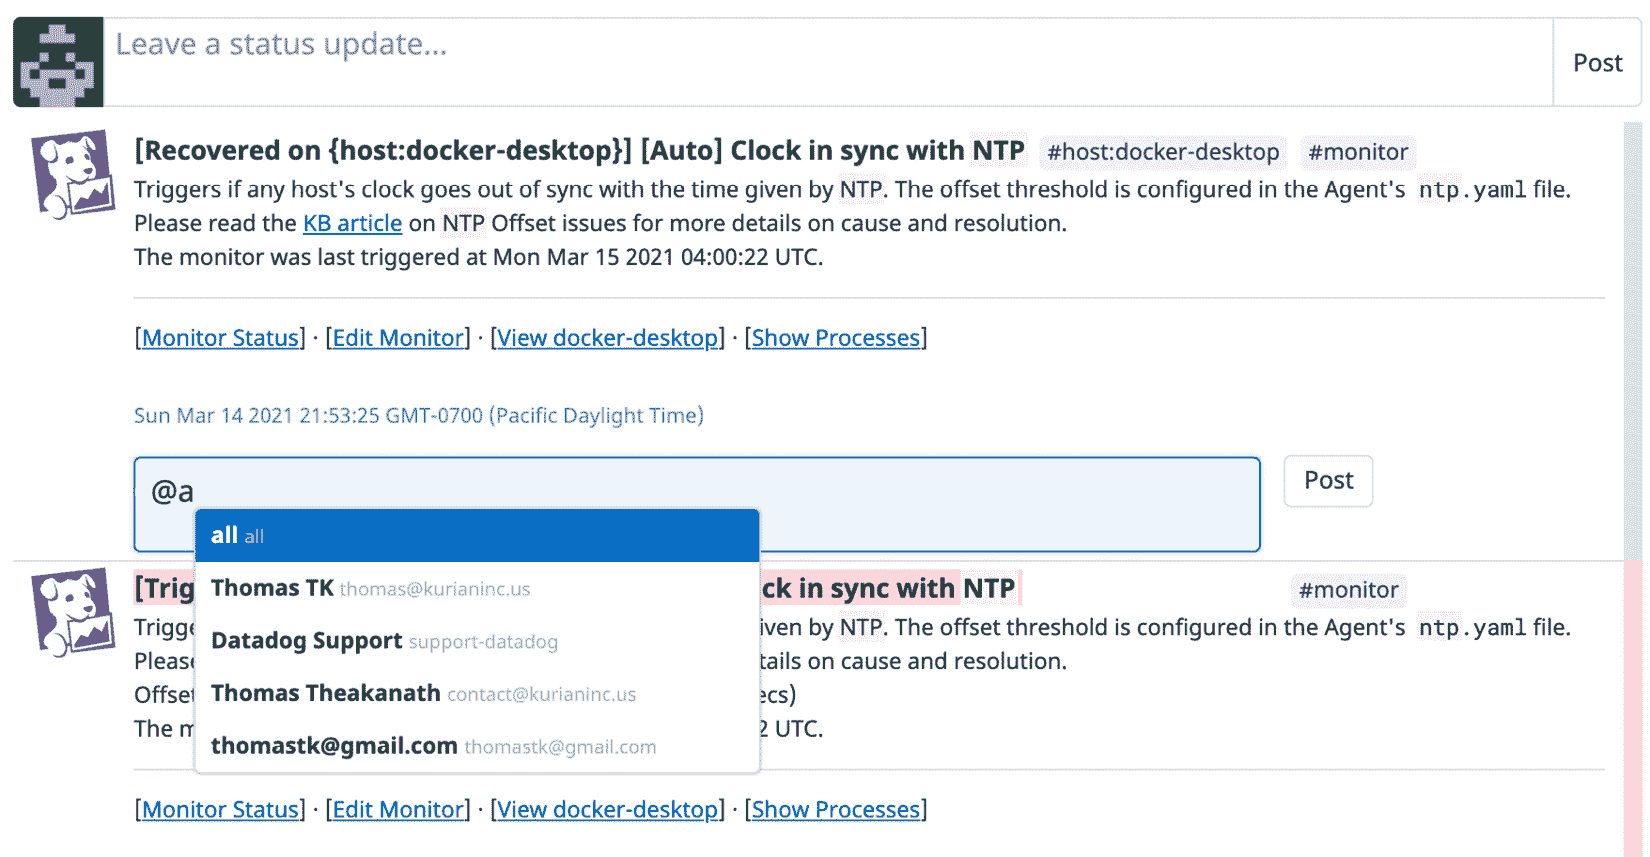 Leave a status update...
Post
[Recovered on {host:docker-desktop}] [Auto] Clock in sync with NTP #host:docker-desktop #monitor
Triggers if any host's clock goes out of sync with the time given by NTP. The offset threshold is configured in the Agent's ntp.yaml file.
Please read the KB article on NTP Offset issues for more details on cause and resolution.
The monitor was last triggered at Mon Mar 15 2021 04:00:22 UTC.
[Monitor Status] · [Edit Monitor] · [View docker-desktop] · [Show Processes]
Sun Mar 14 2021 21:53:25 GMT-0700 (Pacific Daylight Time)
@a
Post
all all
Thomas TK thomas@kurianinc.us
Datadog Support support-datadog
Thomas Theakanath contact@kurianinc.us
thomastk@gmail.com thomastk@gmail.com
[Trig ck in sync with NTP #monitor
Trigge iven by NTP. The offset threshold is configured in the Agent's ntp.yaml file.
Please tails on cause and resolution.
Offset ecs)
The m 2 UTC.
[Monitor Status] · [Edit Monitor] · [View docker-desktop] · [Show Processes]